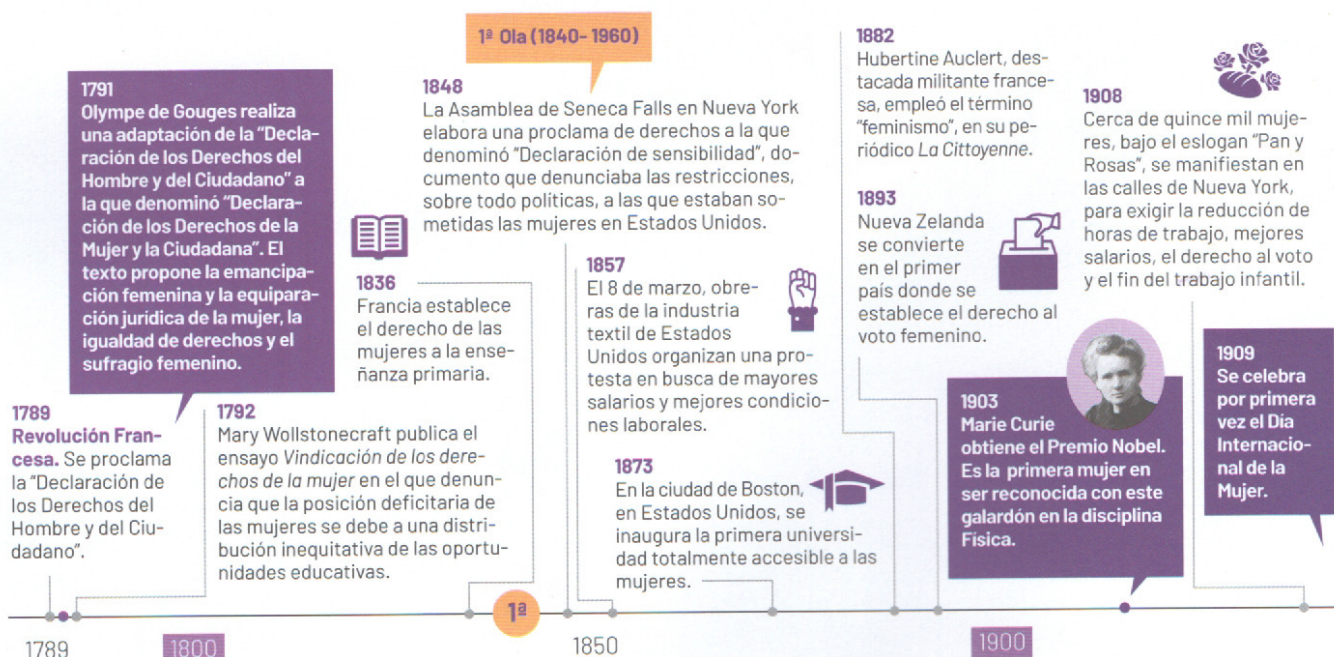 1ª Ola (1840- 1960)
1789
Revolución Fran-
cesa. Se proclama
la "Declaración de
los Derechos del
Hombre y del Ciu-
dadano".
1791
Olympe de Gouges realiza
una adaptación de la "Decla-
ración de los Derechos del
Hombre y del Ciudadano" a
la que denominó "Declara-
ción de los Derechos de la
Mujer y la Ciudadana". El
texto propone la emancipa-
ción femenina y la equipara-
ción jurídica de la mujer, la
igualdad de derechos y el
sufragio femenino.
1792
Mary Wollstonecraft publica el
ensayo Vindicación de los dere-
chos de la mujer en el que denun-
cia que la posición deficitaria de
las mujeres se debe a una distri-
bución inequitativa de las oportu-
nidades educativas.
1836
Francia establece
el derecho de las
mujeres a la ense-
ñanza primaria.
1848
La Asamblea de Seneca Falls en Nueva York
elabora una proclama de derechos a la que
denominó "Declaración de sensibilidad", do-
cumento que denunciaba las restricciones,
sobre todo políticas, a las que estaban so-
metidas las mujeres en Estados Unidos.
1857
El 8 de marzo, obre-
ras de la industria
textil de Estados
Unidos organizan una pro-
testa en busca de mayores
salarios y mejores condicio-
nes laborales.
1873
En la ciudad de Boston,
en Estados Unidos, se
inaugura la primera universi-
dad totalmente accesible a las
mujeres.
1882
Hubertine Auclert, des-
tacada militante france-
sa, empleó el término
"feminismo", en su pe-
riódico La Cittoyenne.
1893
Nueva Zelanda
se convierte
en el primer
país donde se
establece el derecho al
voto femenino.
1903
Marie Curie
obtiene el Premio Nobel.
Es la primera mujer en
ser reconocida con este
galardón en la disciplina
Física.
1908
Cerca de quince mil muje-
res, bajo el eslogan "Pan y
Rosas", se manifiestan en
las calles de Nueva York,
para exigir la reducción de
horas de trabajo, mejores
salarios, el derecho al voto
y el fin del trabajo infantil.
1909
Se celebra
por primera
vez el Día
Internacio-
nal de la
Mujer.
1ª
1789
1800
1850
1900